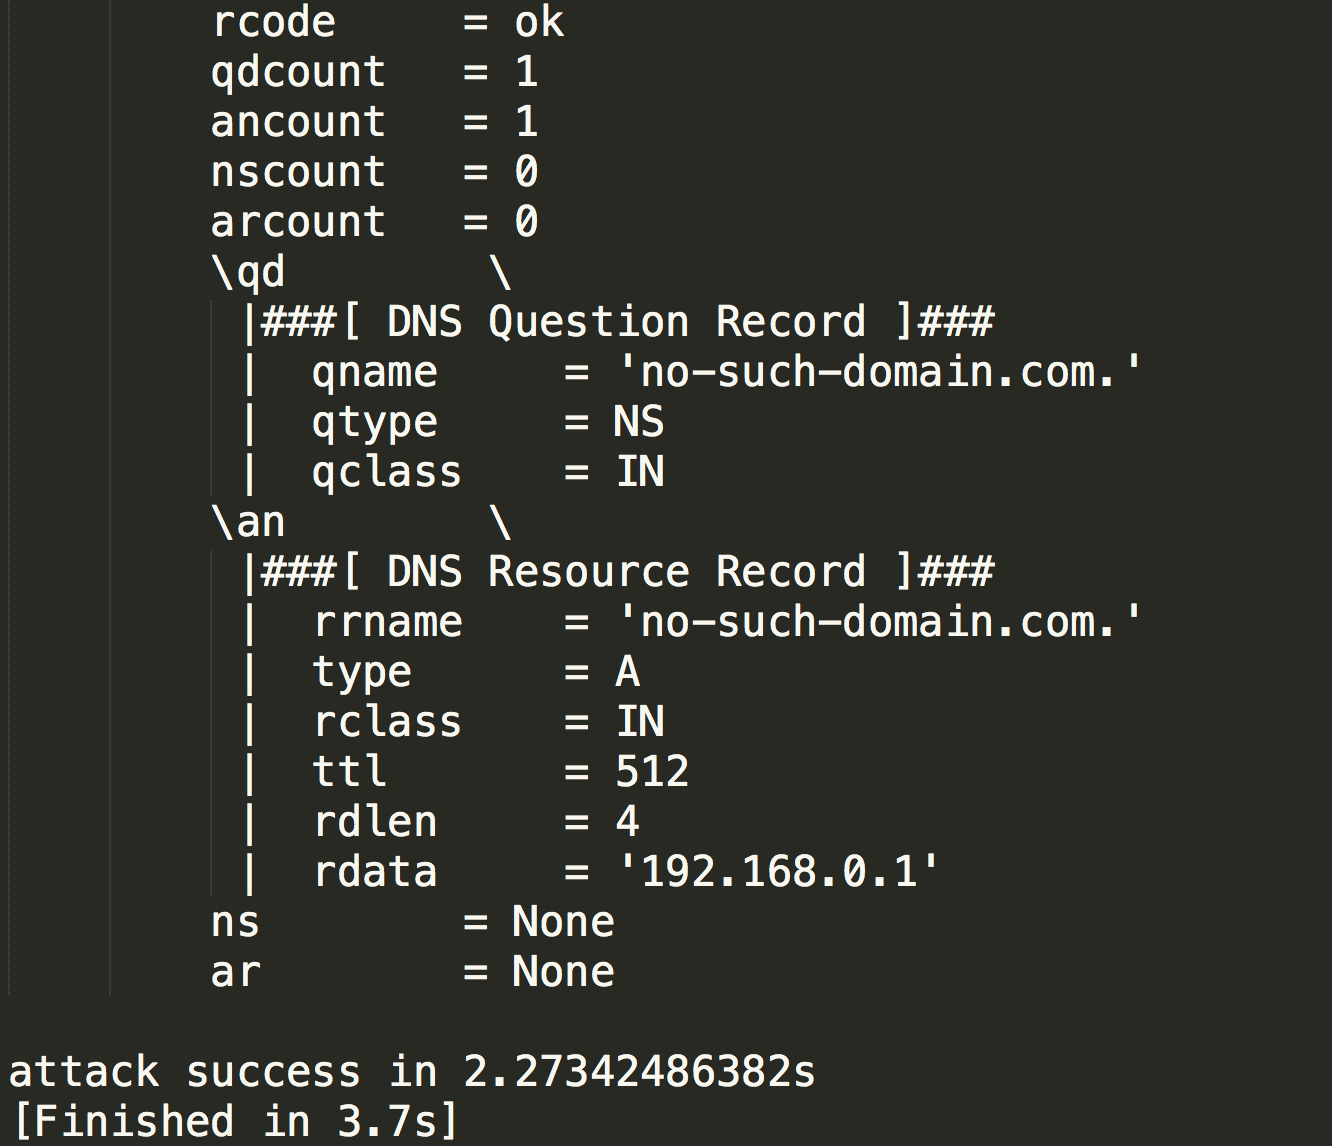 rcode     = ok
qdcount   = 1
ancount   = 1
nscount   = 0
arcount   = 0
\qd        \
 |###[ DNS Question Record ]###
 |  qname     = 'no-such-domain.com.'
 |  qtype     = NS
 |  qclass    = IN
\an        \
 |###[ DNS Resource Record ]###
 |  rrname    = 'no-such-domain.com.'
 |  type      = A
 |  rclass    = IN
 |  ttl       = 512
 |  rdlen     = 4
 |  rdata     = '192.168.0.1'
ns        = None
ar        = None
attack success in 2.27342486382s
[Finished in 3.7s]